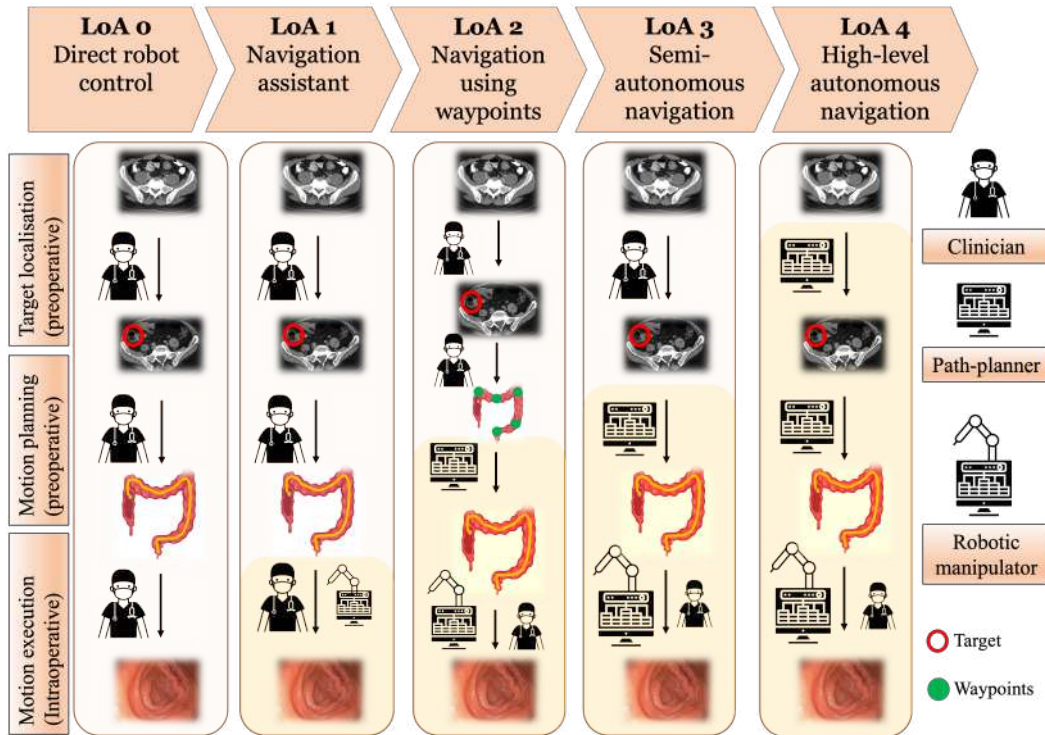 LoA 0
Direct robot
control
LoA 1
Navigation
assistant
LoA 2
Navigation
using
waypoints
LoA 3
Semi-
autonomous
navigation
LoA 4
High-level
autonomous
navigation
Target localisation
(preoperative)
Motion planning
(preoperative)
Motion execution
(Intraoperative)
Clinician
Path-planner
Robotic
manipulator
Target
Waypoints